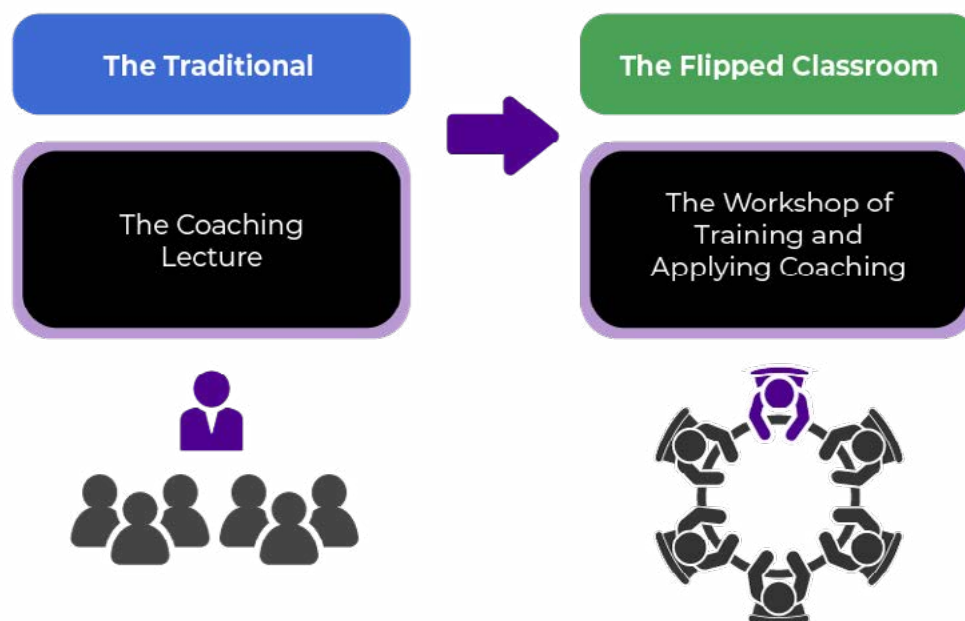 The Traditional
The Flipped Classroom
The Coaching
Lecture
The Workshop of
Training and
Applying Coaching